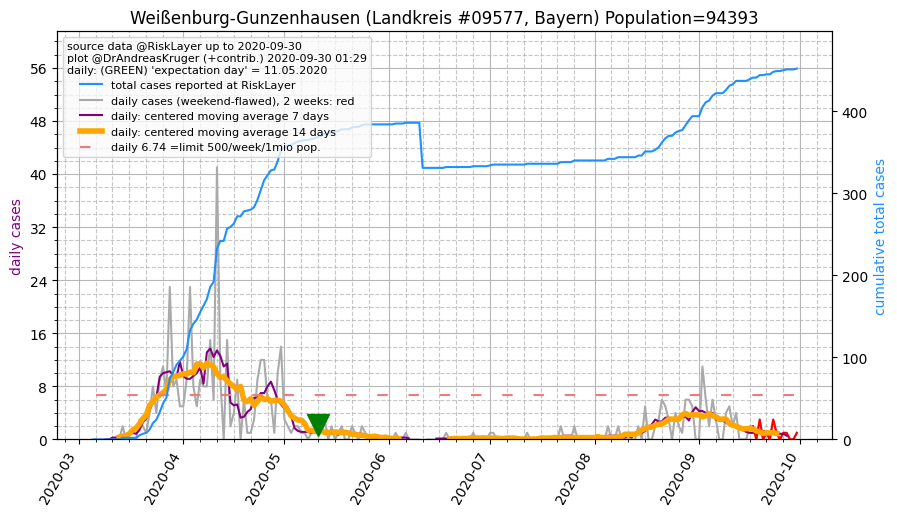 Weißenburg-Gunzenhausen (Landkreis #09577, Bayern) Population=94393
source data @RiskLayer up to 2020-09-30
plot @DrAndreasKruger (+contrib.) 2020-09-30 01:29
daily: (GREEN) 'expectation day' = 11.05.2020
total cases reported at RiskLayer
daily cases (weekend-flawed), 2 weeks: red
daily: centered moving average 7 days
daily: centered moving average 14 days
daily 6.74 =limit 500/week/1mio pop.
daily cases
56
48
40
32
24
16
8
0
cumulative total cases
400
300
200
100
0
2020-03
2020-04
2020-05
2020-06
2020-07
2020-08
2020-09
2020-10